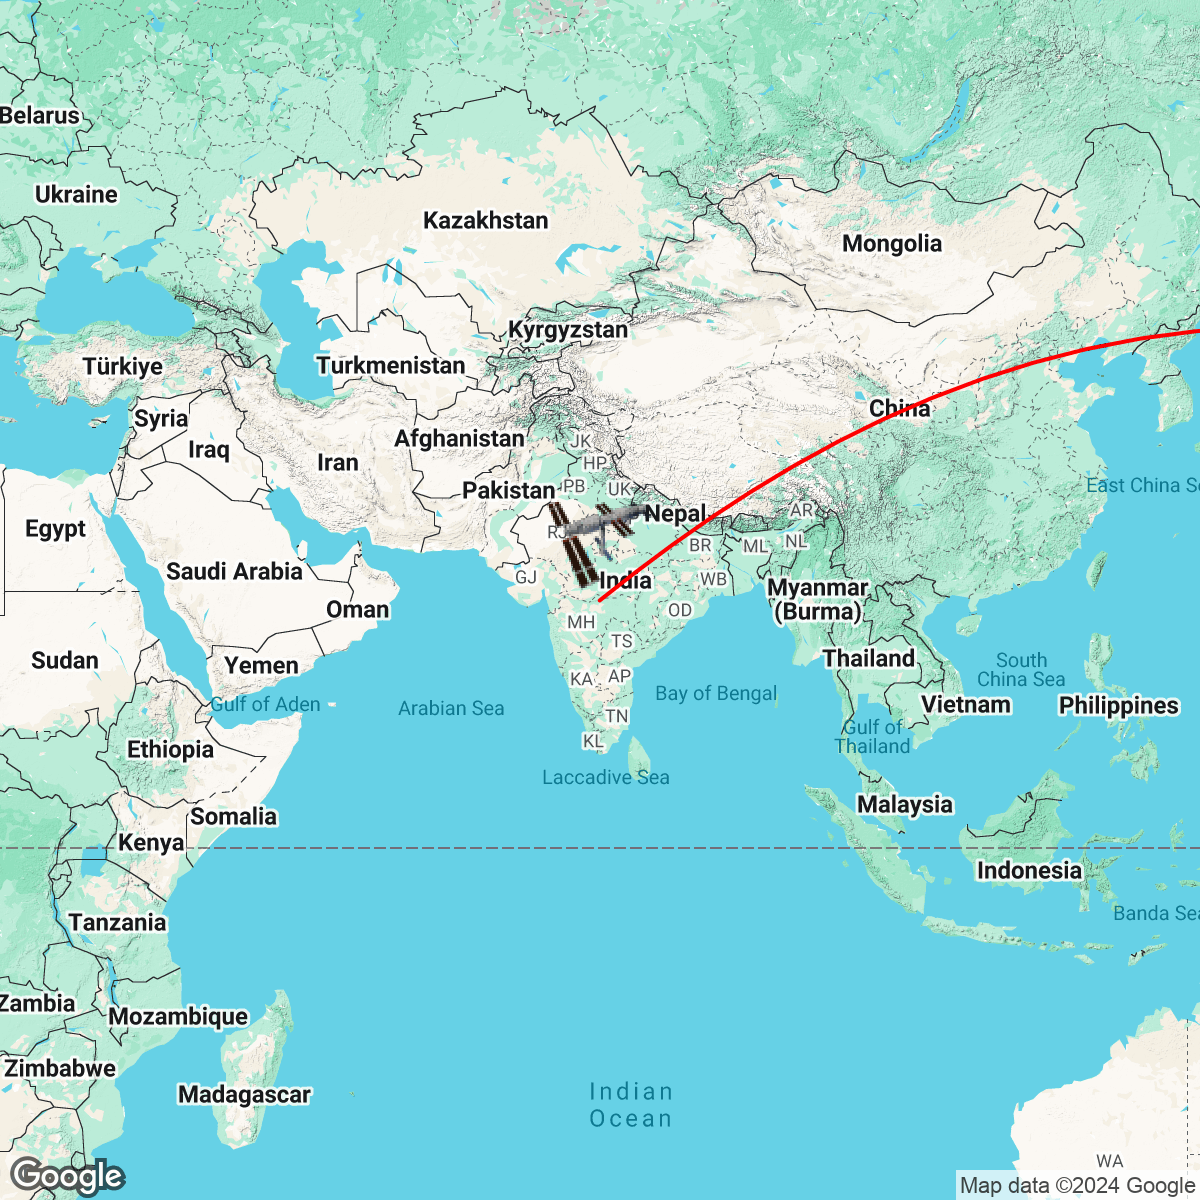 Belarus
Ukraine
Kazakhstan
Mongolia
Kyrgyzstan
Türkiye
Turkmenistan
Syria
China
Afghanistan
JK
Iraq
Iran
HP
Pakistan
PB
UK
East China Se
Egypt
RJ
Nepal
AR
BR
ML
NL
Saudi Arabia
GJ
India
WB
Myanmar
(Burma)
Oman
MH
OD
Sudan
Yemen
TS
Thailand
South
China Sea
KA
AP
Gulf of Aden
Arabian Sea
Bay of Bengal
Vietnam
Philippines
TN
Gulf of
Thailand
Ethiopia
KL
Laccadive Sea
Somalia
Malaysia
Kenya
Indonesia
Tanzania
Banda Sea
Zambia
Mozambique
Zimbabwe
Madagascar
Indian
Ocean
WA
Google
Map data ©2024 Google